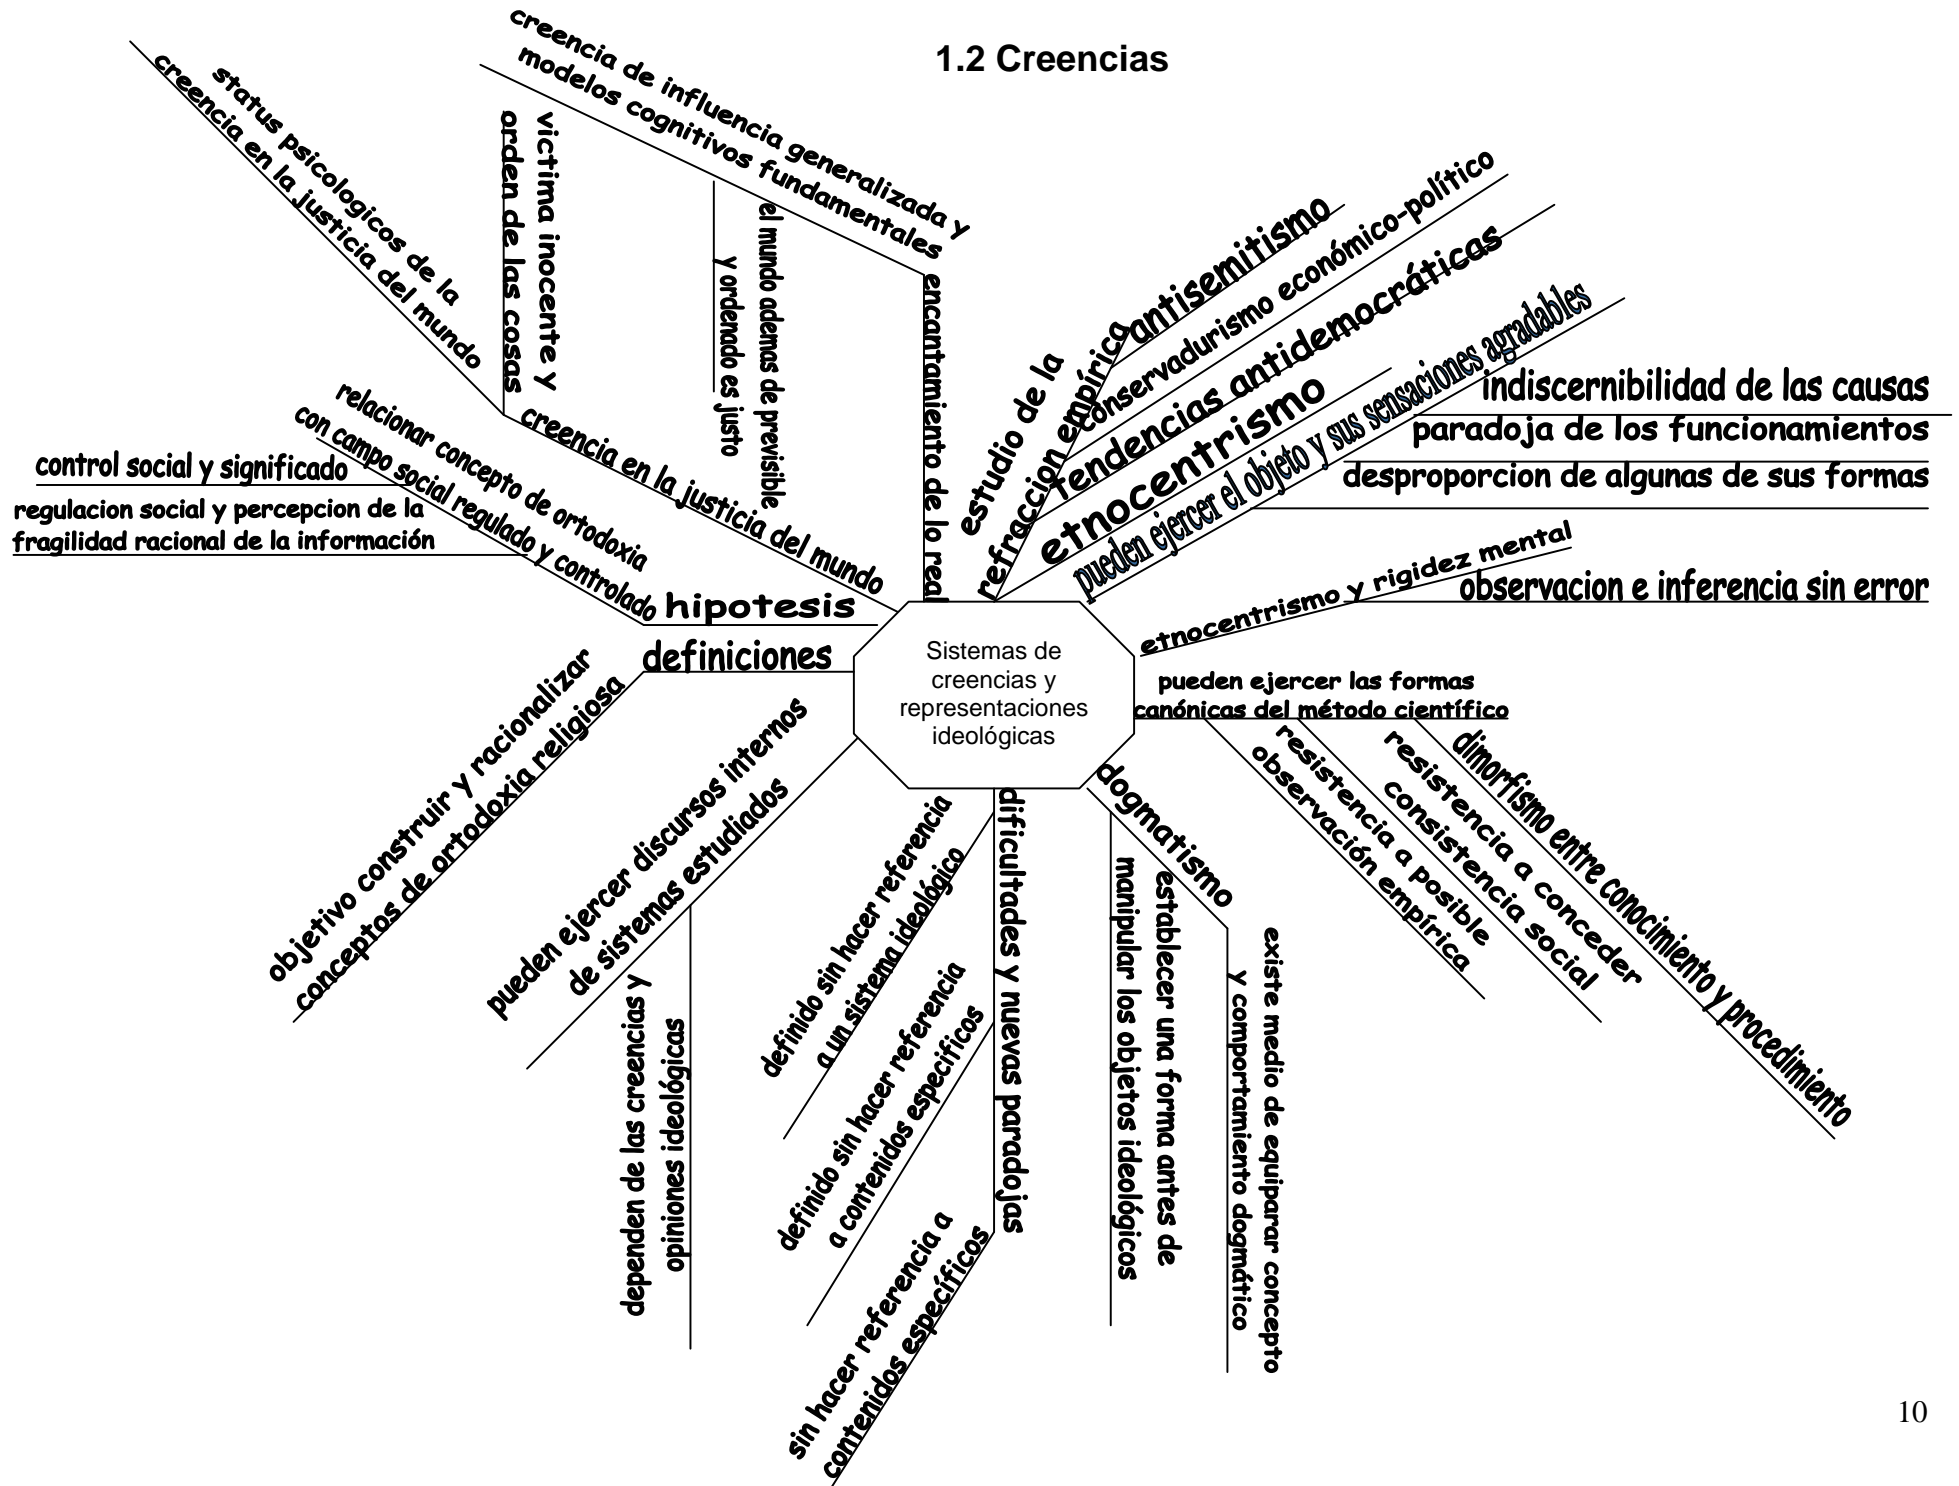 1.2 Creencias
creencia de influencia generalizada y
modelos cognitivos fundamentales
status psicologicos de la
creencia en la justicia del mundo
victima inocente y
orden de las cosas
el mundo ademas de previsible
y ordenado es justo
encantamiento de lo real
creencia en la justicia del mundo
relacionar concepto de ortodoxia
con campo social regulado y controlado
control social y significado
regulacion social y percepcion de la
fragilidad racional de la información
hipotesis
definiciones
objetivo construir y racionalizar
conceptos de ortodoxia religiosa
estudio de la
refraccion empírica
antisemitismo
conservadurismo económico-político
Tendencias antidemocráticas
etnocentrismo
pueden ejercer el objeto y sus sensaciones agradables
indiscernibilidad de las causas
paradoja de los funcionamientos
desproporcion de algunas de sus formas
etnocentrismo y rigidez mental
observacion e inferencia sin error
Sistemas de
creencias y
representaciones
ideológicas
pueden ejercer las formas
canónicas del método científico
dimorfismo entre conocimiento y procedimiento
resistencia a conceder
consistencia social
resistencia a posible
observación empírica
dogmatismo
existe medio de equiparar concepto
y comportamiento dogmático
establecer una forma antes de
manipular los objetos ideológicos
dificultades y nuevas paradojas
definido sin hacer referencia
a un sistema ideológico
definido sin hacer referencia
a contenidos especificos
sin hacer referencia a
contenidos específicos
pueden ejercer discursos internos
de sistemas estudiados
dependen de las creencias y
opiniones ideológicas
10